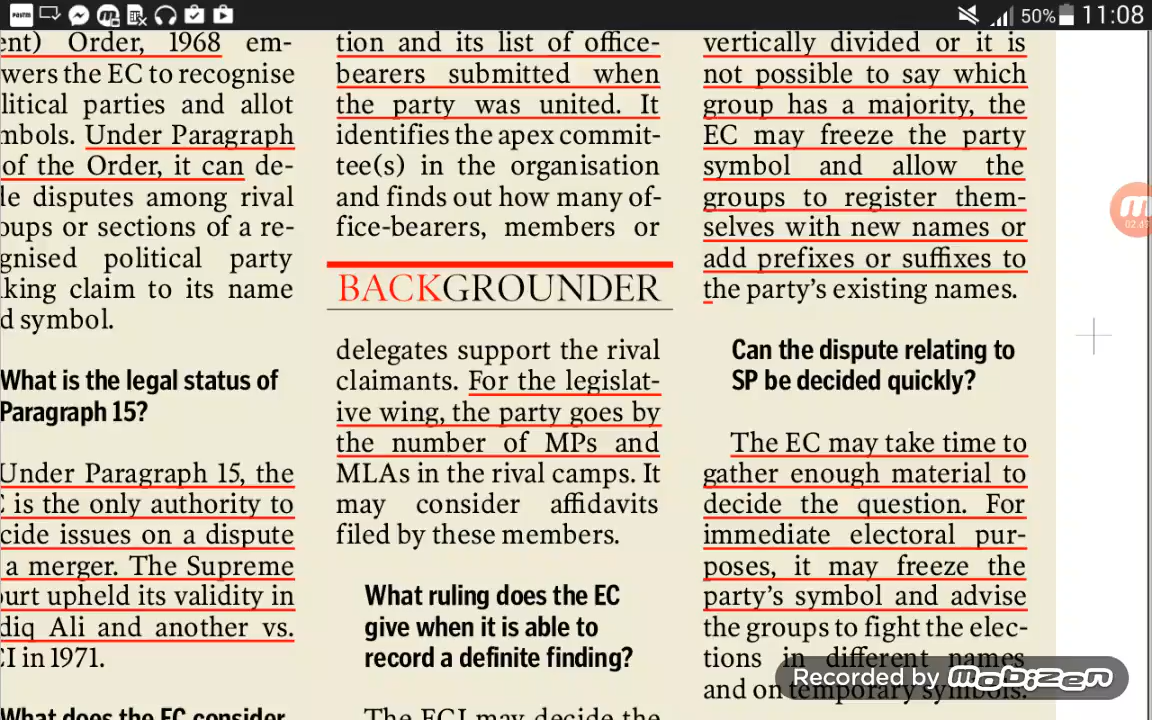 Paytm
50% 11:08
ent) Order, 1968 em-
wers the EC to recognise
litical parties and allot
mbols. Under Paragraph
of the Order, it can de-
le disputes among rival
oups or sections of a re-
gnised political party
king claim to its name
d symbol.
What is the legal status of
Paragraph 15?
Under Paragraph 15, the
C is the only authority to
cide issues on a dispute
a merger. The Supreme
ourt upheld its validity in
diq Ali and another vs.
CI in 1971.
What does the EC consider
tion and its list of office-
bearers submitted when
the party was united. It
identifies the apex commit-
tee(s) in the organisation
and finds out how many of-
fice-bearers, members or
BACKGROUNDER
delegates support the rival
claimants. For the legislat-
ive wing, the party goes by
the number of MPs and
MLAs in the rival camps. It
may consider affidavits
filed by these members.
What ruling does the EC
give when it is able to
record a definite finding?
The ECI may decide the
vertically divided or it is
not possible to say which
group has a majority, the
EC may freeze the party
symbol and allow the
groups to register them-
selves with new names or
add prefixes or suffixes to
the party's existing names.
Can the dispute relating to
SP be decided quickly?
The EC may take time to
gather enough material to
decide the question. For
immediate electoral pur-
poses, it may freeze the
party's symbol and advise
the groups to fight the elec-
tions in different names
and on temporary symbols.
Recorded by mobizen